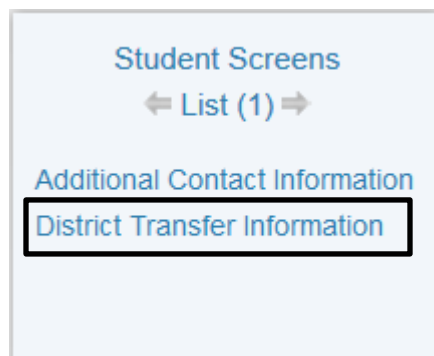 Student Screens
List (1)
Additional Contact Information
District Transfer Information